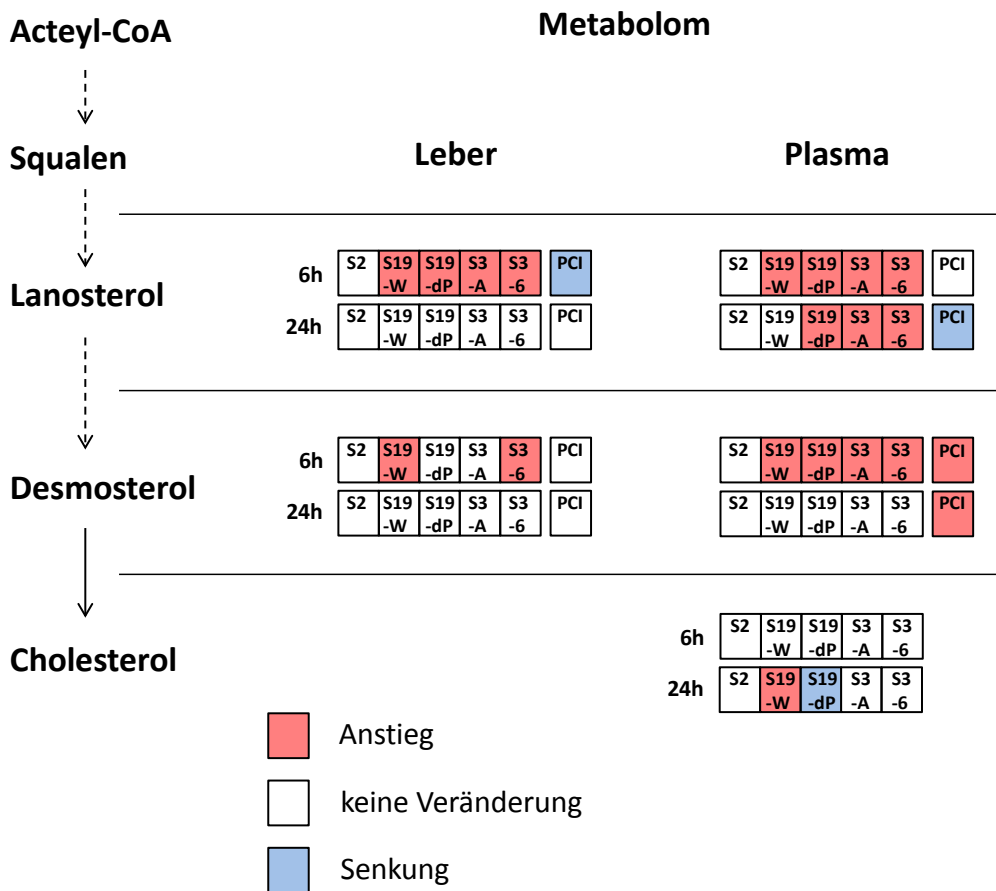 Acteyl-CoA
Metabolom
Squalen
Leber
Plasma
Lanosterol
6h
S2 S19 S19 S3 S3 PCI
-W -dP -A -6
24h
S2 S19 S19 S3 S3 PCI
-W -dP -A -6
S2 S19 S19 S3 S3 PCI
-W -dP -A -6
S2 S19 S19 S3 S3 PCI
-W -dP -A -6
Desmosterol
6h
S2 S19 S19 S3 S3 PCI
-W -dP -A -6
24h
S2 S19 S19 S3 S3 PCI
-W -dP -A -6
S2 S19 S19 S3 S3 PCI
-W -dP -A -6
S2 S19 S19 S3 S3 PCI
-W -dP -A -6
Cholesterol
6h
S2 S19 S19 S3 S3
-W -dP -A -6
24h
S2 S19 S19 S3 S3
-W -dP -A -6
Anstieg
keine Veränderung
Senkung